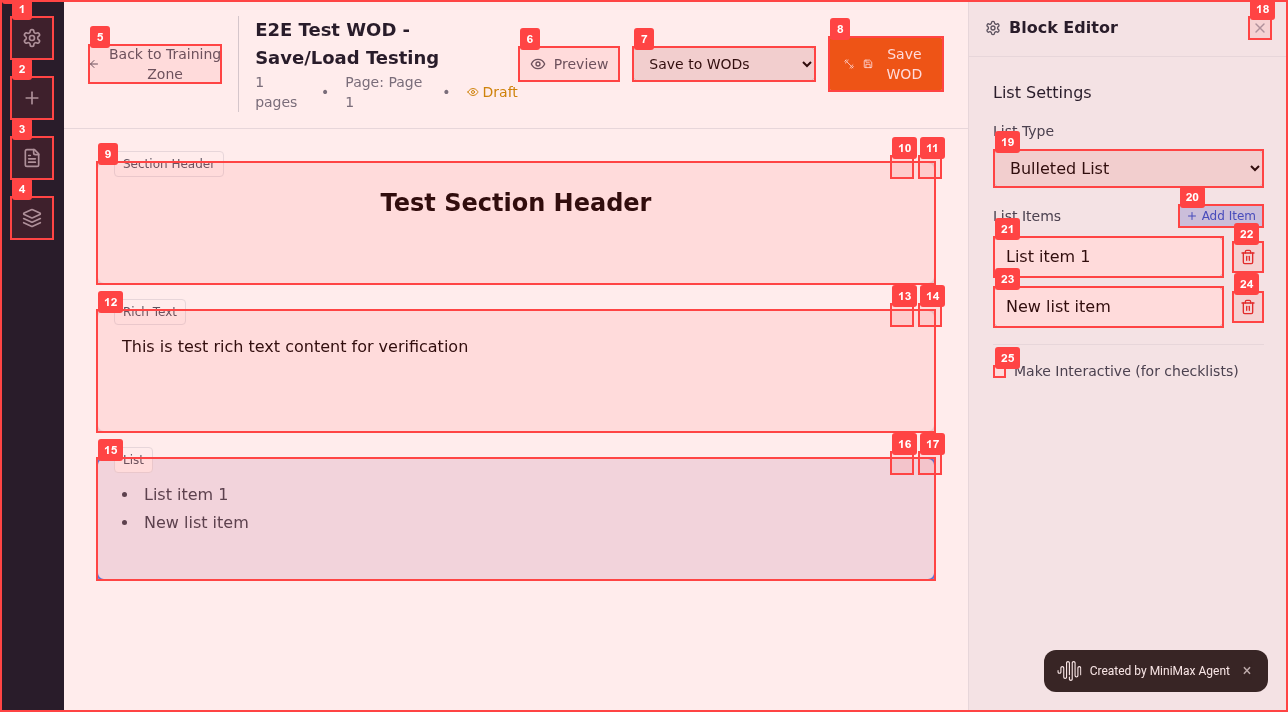 1
2
3
4
5
Back to Training
Zone
E2E Test WOD -
Save/Load Testing
1
pages
•
Page: Page
1
•
Draft
6
Preview
7
Save to WODs
8
Save
WOD
9
Section Header
10
11
Test Section Header
12
Rich Text
13
14
This is test rich text content for verification
15
List
16
17
• List item 1
• New list item
18
Block Editor
List Settings
List Type
19
Bulleted List
List Items
20
+ Add Item
21
List item 1
22
23
New list item
24
25
Make Interactive (for checklists)
Created by MiniMax Agent ×